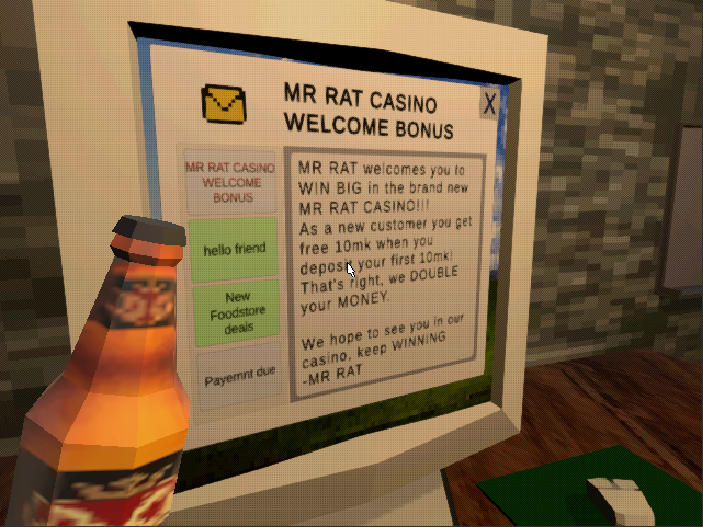 MR RAT CASINO
WELCOME BONUS
X
MR RAT CASINO
WELCOME
BONUS
hello friend
New
Foodstore
deals
Payemnt due
MR RAT welcomes you to
WIN BIG in the brand new
MR RAT CASINO!!!
As a new customer you get
free 10mk when you
deposit your first 10mk!
That's right, we DOUBLE
your MONEY.
We hope to see you in our
casino, keep WINNING
-MR RAT